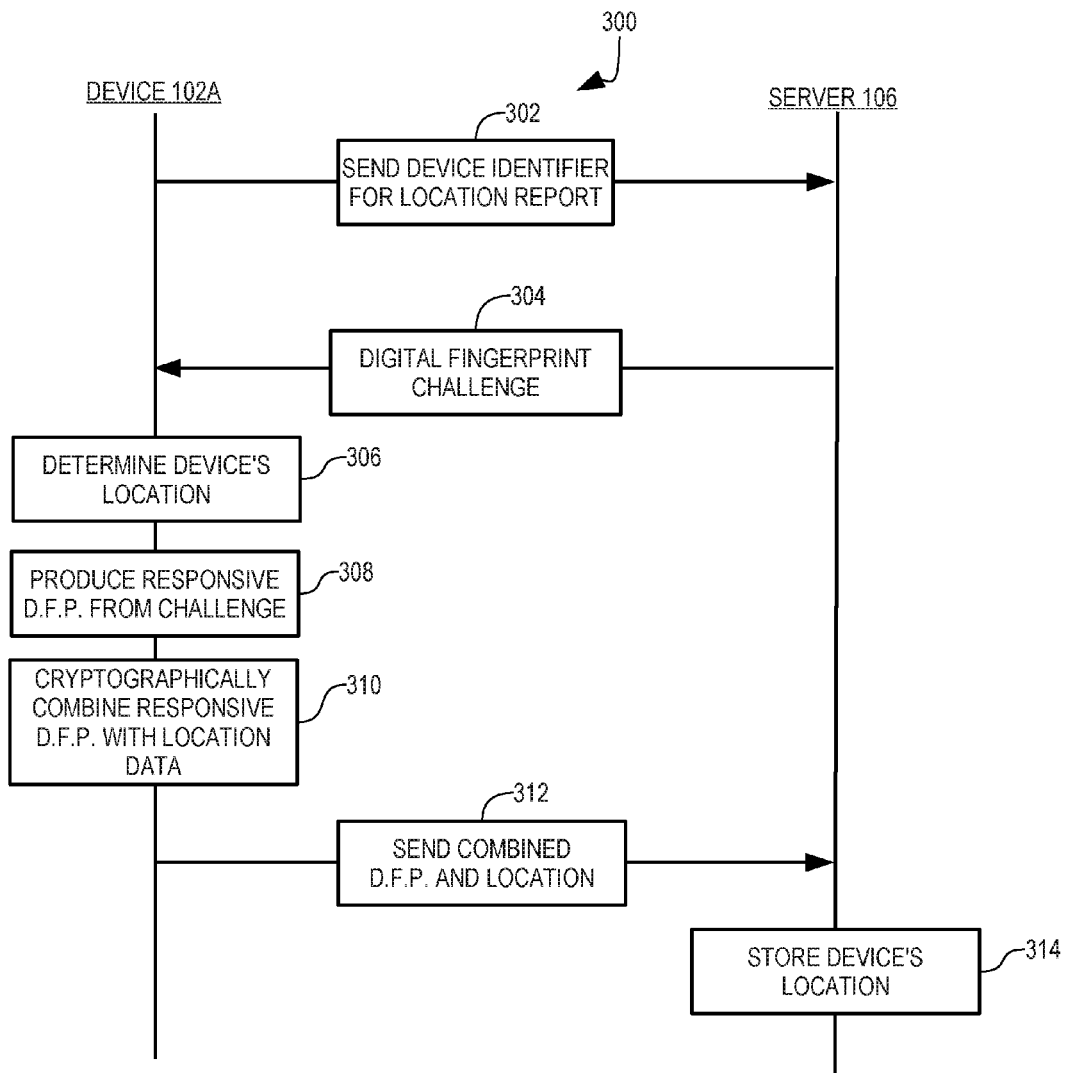 300
DEVICE 102A
SERVER 106
302
SEND DEVICE IDENTIFIER
FOR LOCATION REPORT
304
DIGITAL FINGERPRINT
CHALLENGE
DETERMINE DEVICE'S
LOCATION
306
PRODUCE RESPONSIVE
D.F.P. FROM CHALLENGE
308
CRYPTOGRAPHICALLY
COMBINE RESPONSIVE
D.F.P. WITH LOCATION
DATA
310
312
SEND COMBINED
D.F.P. AND LOCATION
STORE DEVICE'S
LOCATION
314